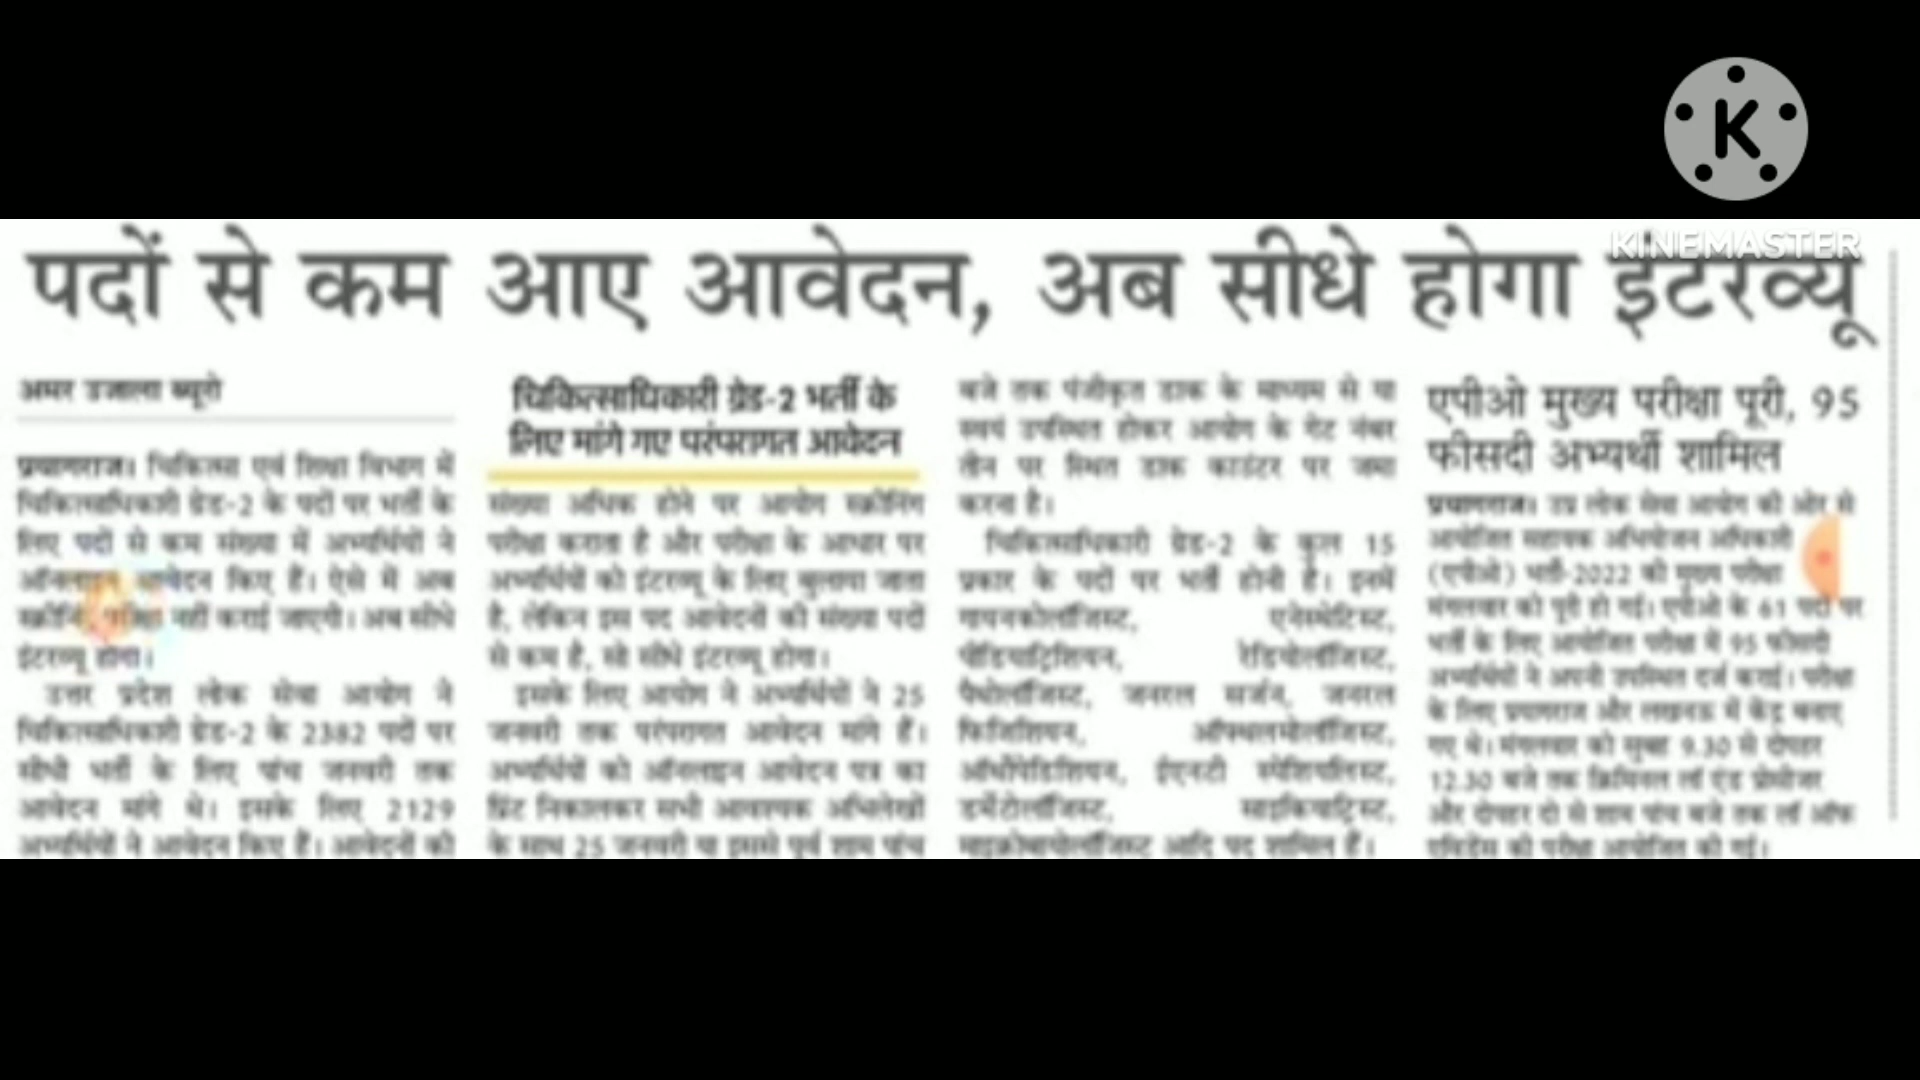 K
KINEMASTER
पदों से कम आए आवेदन, अब सीधे होगा इंटरव्यू
अमर उजाला ब्यूरो
प्रयागराज। चिकित्सा एवं शिक्षा विभाग में
चिकित्साधिकारी ग्रेड-2 के पदों पर भर्ती के
लिए पदों से कम संख्या में अभ्यर्थियों ने
ऑनलाइन आवेदन किए हैं। ऐसे में अब
स्क्रीनिंग परीक्षा नहीं कराई जाएगी। अब सीधे
इंटरव्यू होगा।
उत्तर प्रदेश लोक सेवा आयोग ने
चिकित्साधिकारी ग्रेड-2 के 2382 पदों पर
सीधी भर्ती के लिए पांच जनवरी तक
आवेदन मांगे थे। इसके लिए 2129
अभ्यर्थियों ने आवेदन किए हैं। आवेदनों की
चिकित्साधिकारी ग्रेड-2 भर्ती के
लिए मांगे गए परंपरागत आवेदन
संख्या अधिक होने पर आयोग स्क्रीनिंग
परीक्षा कराता है और परीक्षा के आधार पर
अभ्यर्थियों को इंटरव्यू के लिए बुलाया जाता
है, लेकिन इस पद आवेदनों की संख्या पदों
से कम है, सो सीधे इंटरव्यू होगा।
इसके लिए आयोग ने अभ्यर्थियों ने 25
जनवरी तक परंपरागत आवेदन मांगे हैं।
अभ्यर्थियों को ऑनलाइन आवेदन पत्र का
प्रिंट निकालकर सभी आवश्यक अभिलेखों
के साथ 25 जनवरी या इससे पूर्व शाम पांच
बजे तक पंजीकृत डाक के माध्यम से या
स्वयं उपस्थित होकर आयोग के गेट नंबर
तीन पर स्थित डाक काउंटर पर जमा
करना है।
चिकित्साधिकारी ग्रेड-2 के कुल 15
प्रकार के पदों पर भर्ती होनी है। इनमें
गायनकोलॉजिस्ट, एनेस्थेटिस्ट,
पीडियाट्रिशियन, रेडियोलॉजिस्ट,
पैथोलॉजिस्ट, जनरल सर्जन, जनरल
फिजिशियन, ऑफ्थलमोलॉजिस्ट,
ऑर्थोपेडिशियन, ईएनटी स्पेशियलिस्ट,
डर्मेटोलॉजिस्ट, साइकियाट्रिस्ट,
माइक्रोबायोलॉजिस्ट आदि पद शामिल हैं।
एपीओ मुख्य परीक्षा पूरी, 95
फीसदी अभ्यर्थी शामिल
प्रयागराज। उप्र लोक सेवा आयोग की ओर से
आयोजित सहायक अभियोजन अधिकारी
(एपीओ) भर्ती-2022 की मुख्य परीक्षा
मंगलवार को पूरी हो गई। एपीओ के 61 पदों पर
भर्ती के लिए आयोजित परीक्षा में 95 फीसदी
अभ्यर्थियों ने अपनी उपस्थित दर्ज कराई। परीक्षा
के लिए प्रयागराज और लखनऊ में केंद्र बनाए
गए थे। मंगलवार को सुबह 9.30 से दोपहर
12.30 बजे तक क्रिमिनल लॉ एंड प्रोसीजर
और दोपहर दो से शाम पांच बजे तक लॉ ऑफ
एविडेंस की परीक्षा आयोजित की गई।